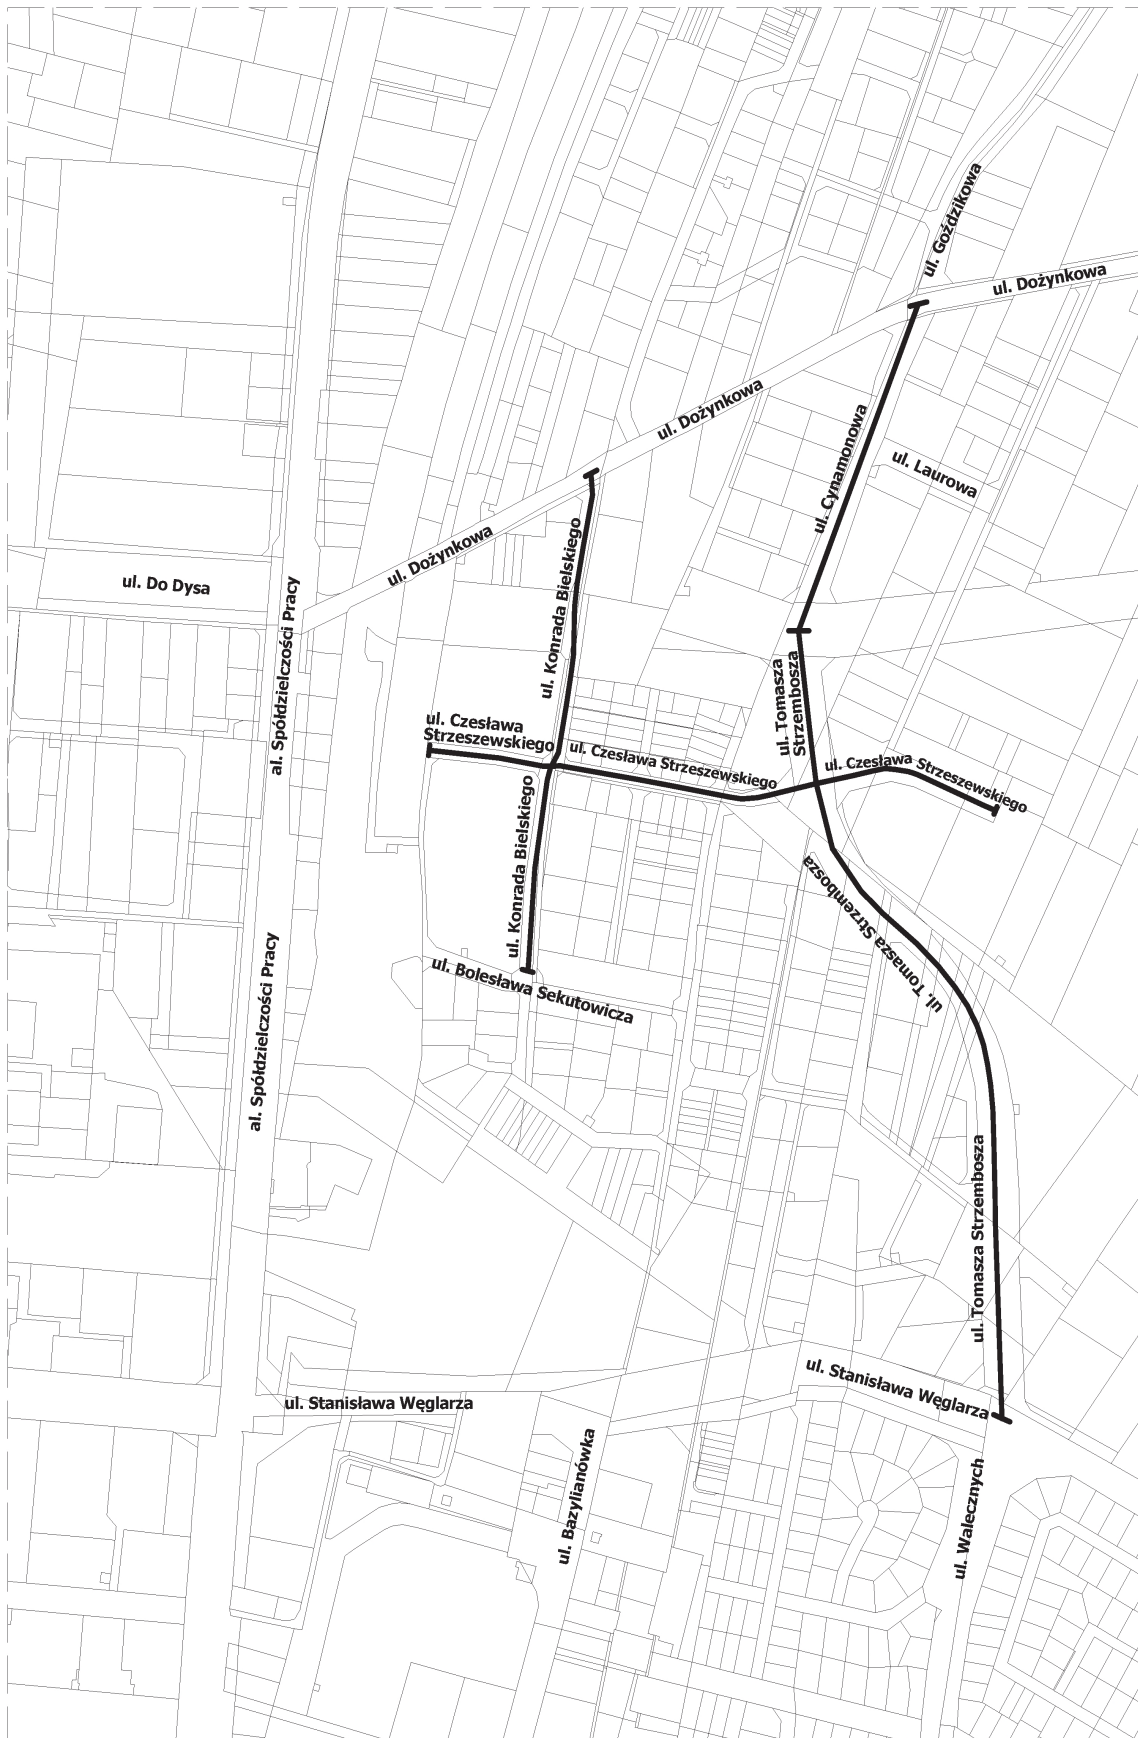 ul. Goździkowa
ul. Dożynkowa
ul. Dożynkowa
ul. Cynamonowa
ul. Laurowa
ul. Dożynkowa
ul. Konrada Bielskiego
ul. Do Dysa
al. Spółdzielczości Pracy
ul. Tomasza
Strzembosza
ul. Czesława
Strzeszewskiego
ul. Czesława Strzeszewskiego
ul. Czesława Strzeszewskiego
ul. Konrada Bielskiego
ul. Tomasza Strzembosza
al. Spółdzielczości Pracy
ul. Bolesława Sekutowicza
ul. Tomasza Strzembosza
ul. Stanisława Węglarza
ul. Stanisława Węglarza
ul. Bazylianówka
ul. Walecznych